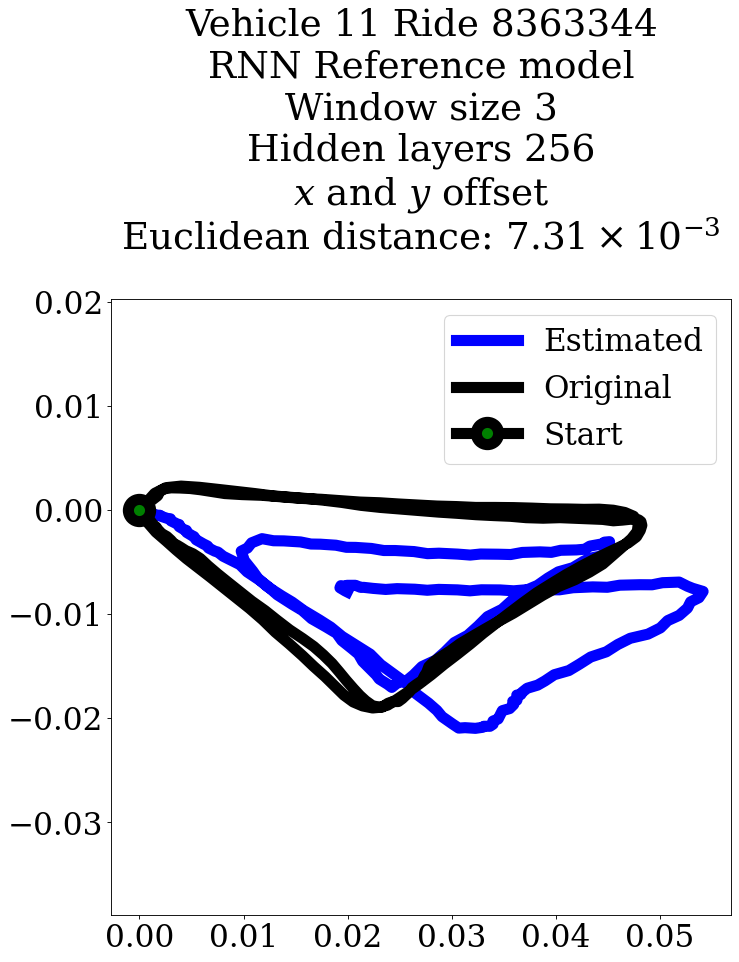 Vehicle 11 Ride 8363344
RNN Reference model
Window size 3
Hidden layers 256
x and y offset
Euclidean distance: 7.31 × 10⁻³
Estimated
Original
Start
0.02
0.01
0.00
−0.01
−0.02
−0.03
0.00 0.01 0.02 0.03 0.04 0.05